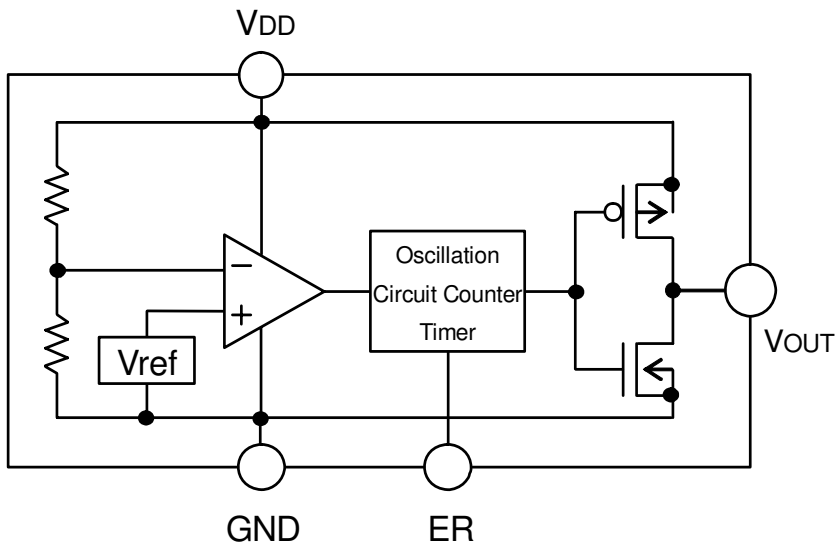 VDD
Oscillation
Circuit Counter
Timer
−
+
Vref
VOUT
GND
ER